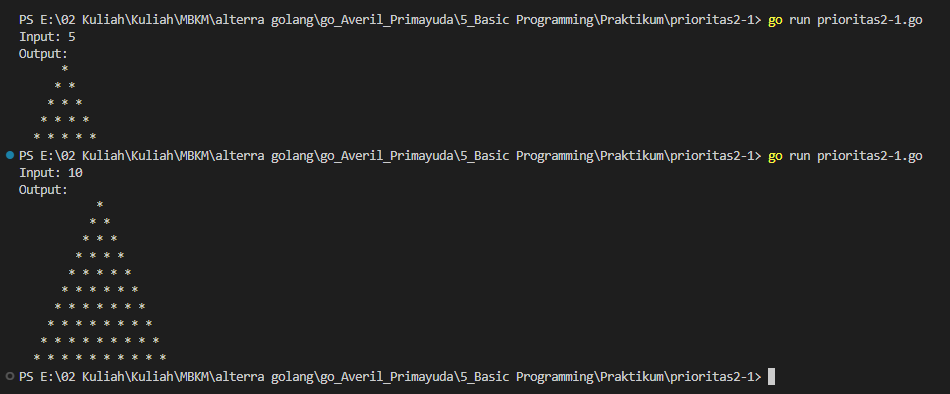 PS E:\02 Kuliah\Kuliah\MBKM\alterra golang\go_Averil_Primayuda\5_Basic Programming\Praktikum\prioritas2-1> go run prioritas2-1.go
Input: 5
Output:
      *
     * *
    * * *
   * * * *
  * * * * *
PS E:\02 Kuliah\Kuliah\MBKM\alterra golang\go_Averil_Primayuda\5_Basic Programming\Praktikum\prioritas2-1> go run prioritas2-1.go
Input: 10
Output:
           *
          * *
         * * *
        * * * *
       * * * * *
      * * * * * *
     * * * * * * *
    * * * * * * * *
   * * * * * * * * *
  * * * * * * * * * *
PS E:\02 Kuliah\Kuliah\MBKM\alterra golang\go_Averil_Primayuda\5_Basic Programming\Praktikum\prioritas2-1>